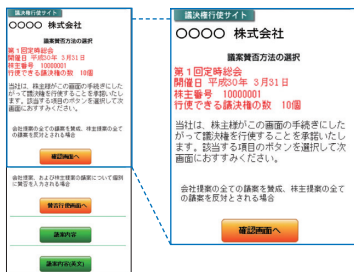 議決権行使サイト
〇〇〇〇 株式会社
議案賛否方法の選択
第1回定時総会
開催日 平成30年 3月31日
株主番号 10000001
行使できる議決権の数 10個
当社は、株主様がこの画面の手続きにした
がって議決権を行使することを承諾いたし
ます。該当する項目のボタンを選択して次
画面におすすみください。
会社提案の全ての議案を賛成、株主提案の全て
の議案を反対とされる場合
確認画面へ
会社提案、および株主提案の議案について個別
に賛否を入力される場合
賛否行使画面へ
議案内容
議案内容(英文)
議決権行使サイト
〇〇〇〇 株式会社
議案賛否方法の選択
第1回定時総会
開催日 平成30年 3月31日
株主番号 10000001
行使できる議決権の数 10個
当社は、株主様がこの画面の手続きにした
がって議決権を行使することを承諾いたし
ます。該当する項目のボタンを選択して次
画面におすすみください。
会社提案の全ての議案を賛成、株主提案の全て
の議案を反対とされる場合
確認画面へ